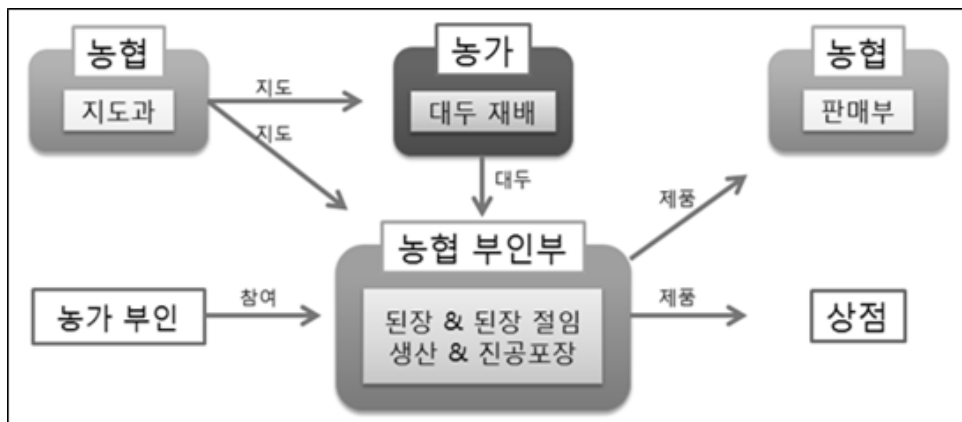 농협
지도과
지도
지도
농가
대두 재배
대두
농협
판매부
농가 부인
참여
농협 부인부
된장 & 된장 절임
생산 & 진공포장
제품
제품
상점